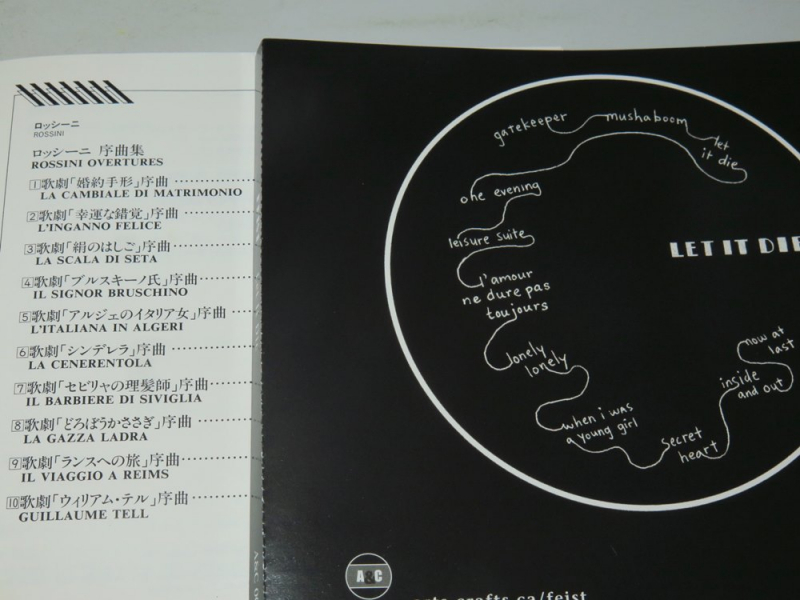 ロッシーニ
ROSSINI
ロッシーニ 序曲集
ROSSINI OVERTURES
1歌劇「婚約手形」序曲
LA CAMBIALE DI MATRIMONIO
2歌劇「幸運な錯覚」序曲
L'INGANNO FELICE
3歌劇「絹のはしご」序曲
LA SCALA DI SETA
4歌劇「ブルスキーノ氏」序曲
IL SIGNOR BRUSCHINO
5歌劇「アルジェのイタリア女」序曲
L'ITALIANA IN ALGERI
6歌劇「シンデレラ」序曲
LA CENERENTOLA
7歌劇「セビリャの理髪師」序曲
IL BARBIERE DI SIVIGLIA
8歌劇「どろぼうかささぎ」序曲
LA GAZZA LADRA
9歌劇「ランスへの旅」序曲
IL VIAGGIO A REIMS
10歌劇「ウィリアム・テル」序曲
GUILLAUME TELL
gatekeeper
mushaboom
let
it die
one evening
leisure suite
l'amour
ne dure pas
toujours
lonely
lonely
when i was
a young girl
secret
heart
inside
and out
now at
last
LET IT DIE
A&C
crafts.ca/feist